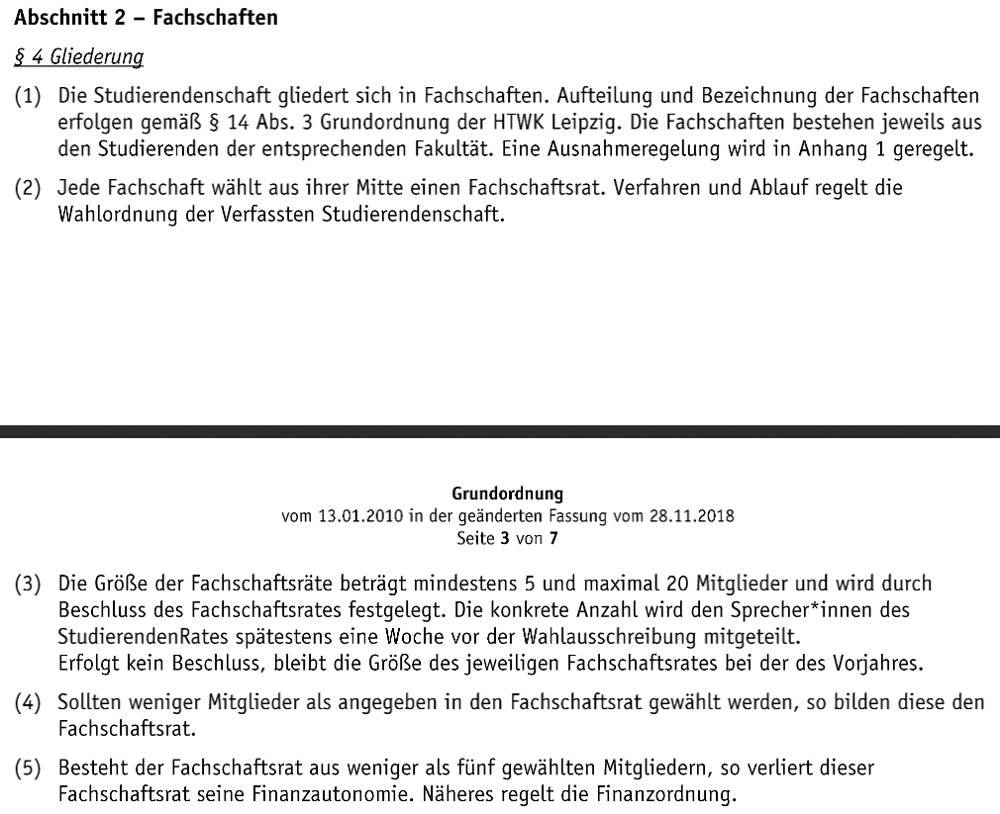 Abschnitt 2 – Fachschaften
§ 4 Gliederung
(1) Die Studierendenschaft gliedert sich in Fachschaften. Aufteilung und Bezeichnung der Fachschaften
erfolgen gemäß § 14 Abs. 3 Grundordnung der HTWK Leipzig. Die Fachschaften bestehen jeweils aus
den Studierenden der entsprechenden Fakultät. Eine Ausnahmeregelung wird in Anhang 1 geregelt.
(2) Jede Fachschaft wählt aus ihrer Mitte einen Fachschaftsrat. Verfahren und Ablauf regelt die
Wahlordnung der Verfassten Studierendenschaft.
Grundordnung
vom 13.01.2010 in der geänderten Fassung vom 28.11.2018
Seite 3 von 7
(3) Die Größe der Fachschaftsräte beträgt mindestens 5 und maximal 20 Mitglieder und wird durch
Beschluss des Fachschaftsrates festgelegt. Die konkrete Anzahl wird den Sprecher*innen des
StudierendenRates spätestens eine Woche vor der Wahlausschreibung mitgeteilt.
Erfolgt kein Beschluss, bleibt die Größe des jeweiligen Fachschaftsrates bei der des Vorjahres.
(4) Sollten weniger Mitglieder als angegeben in den Fachschaftsrat gewählt werden, so bilden diese den
Fachschaftsrat.
(5) Besteht der Fachschaftsrat aus weniger als fünf gewählten Mitgliedern, so verliert dieser
Fachschaftsrat seine Finanzautonomie. Näheres regelt die Finanzordnung.